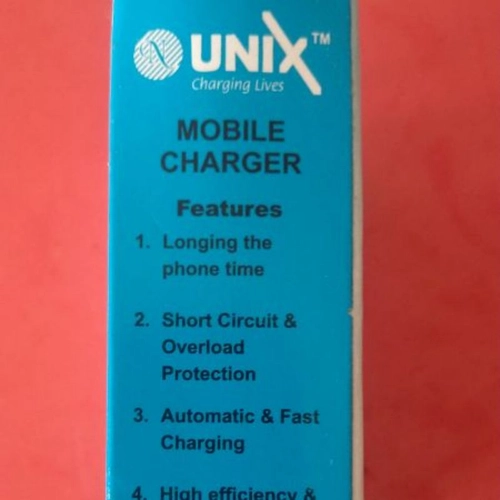 UNIX™
Charging Lives
MOBILE
CHARGER
Features
1. Longing the
phone time
2. Short Circuit &
Overload
Protection
3. Automatic & Fast
Charging
4. High efficiency &